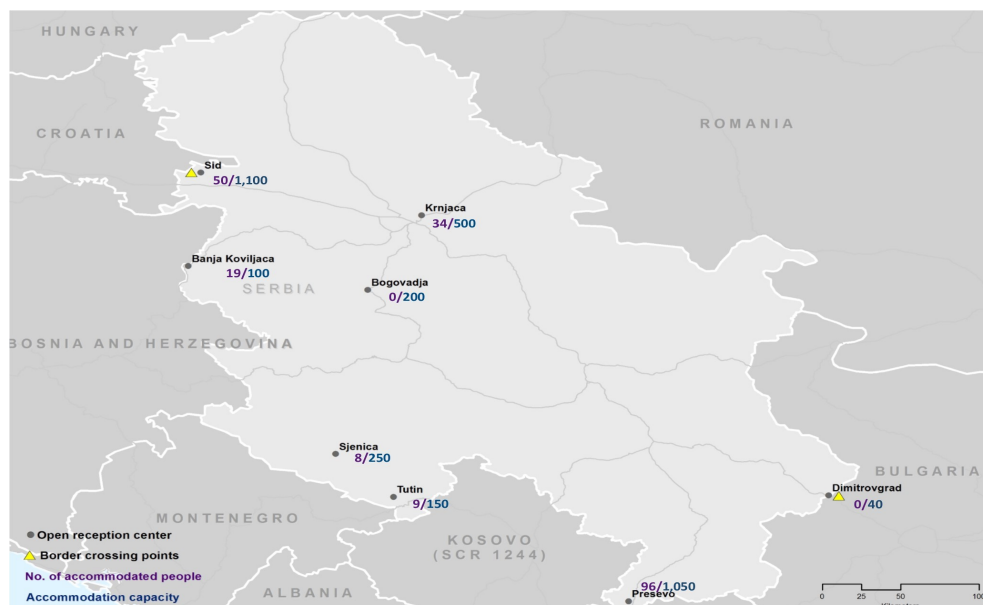 HUNGARY
CROATIA
ROMANIA
Sid
50/1,100
Krnjaca
34/500
Banja Koviljaca
19/100
SERBIA
Bogovadja
0/200
BOSNIA AND HERZEGOVINA
Sjenica
8/250
Tutin
9/150
BULGARIA
Dimitrovgrad
0/40
MONTENEGRO
KOSOVO
(SCR 1244)
Open reception center
Border crossing points
No. of accommodated people
Accommodation capacity
ALBANIA
96/1,050
Presevo
0 25 50 100
Kilometers